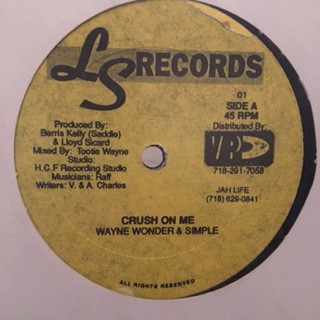 LS RECORDS
01
SIDE A
45 RPM
Distributed By:
VP
718-291-7058
JAH LIFE
(718) 629-0841
Produced By:
Berris Kelly (Saddle)
& Lloyd Sicard
Mixed By: Tootie Wayne
Studio:
H.C.F Recording Studio
Musicians: Raff
Writers: V. & A. Charles
CRUSH ON ME
WAYNE WONDER & SIMPLE
ALL RIGHTS RESERVED